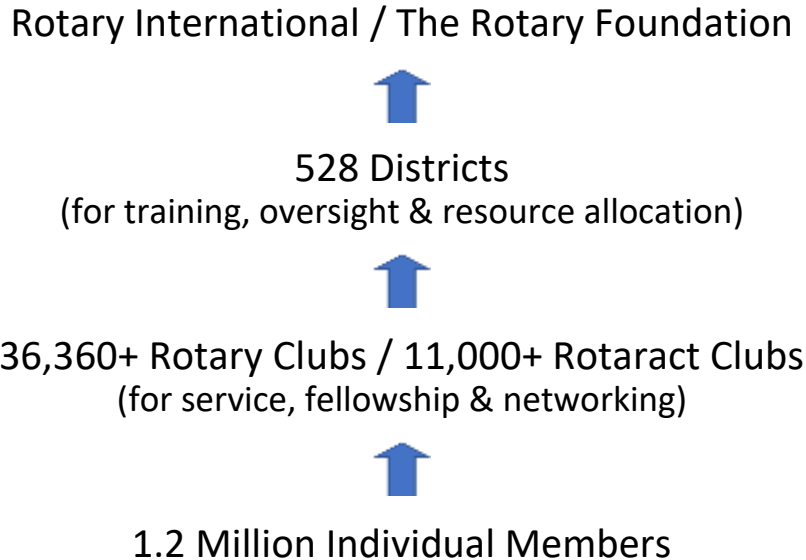 Rotary International / The Rotary Foundation
528 Districts
(for training, oversight & resource allocation)
36,360+ Rotary Clubs / 11,000+ Rotaract Clubs
(for service, fellowship & networking)
1.2 Million Individual Members